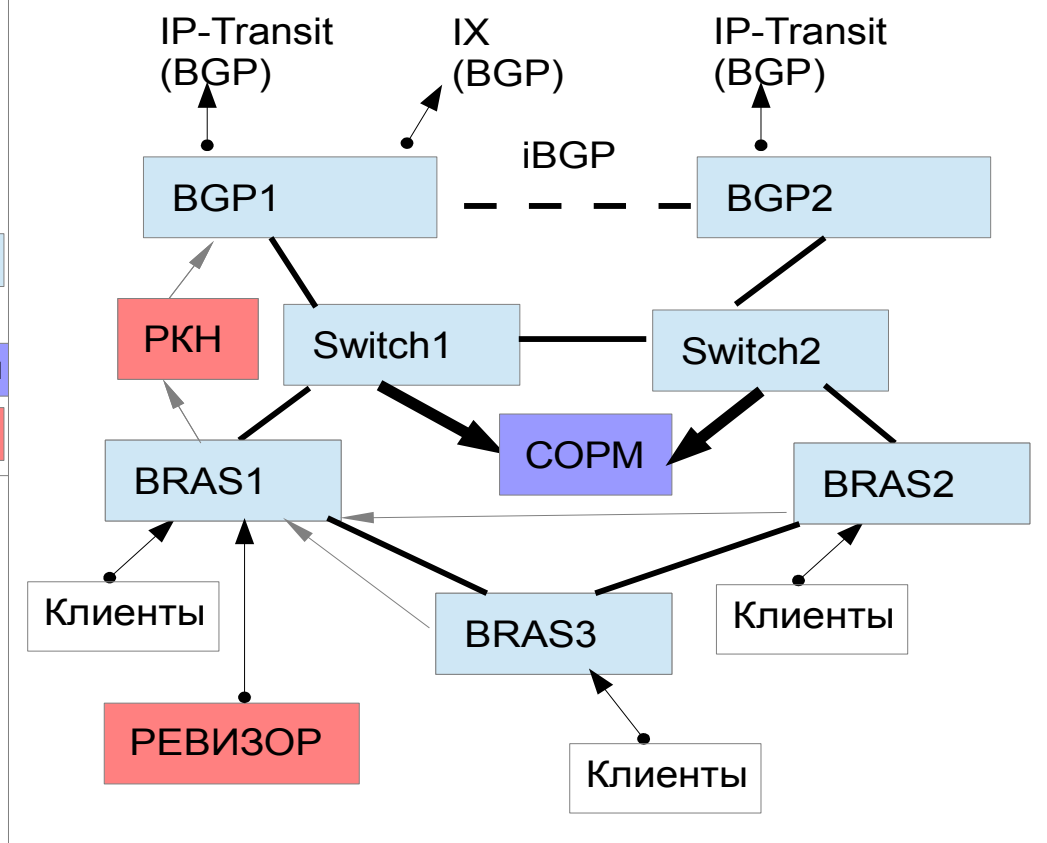 IP-Transit
(BGP)
IX
(BGP)
IP-Transit
(BGP)
iBGP
BGP1
BGP2
РКН
Switch1
Switch2
СОРМ
BRAS1
BRAS2
Клиенты
BRAS3
Клиенты
РЕВИЗОР
Клиенты